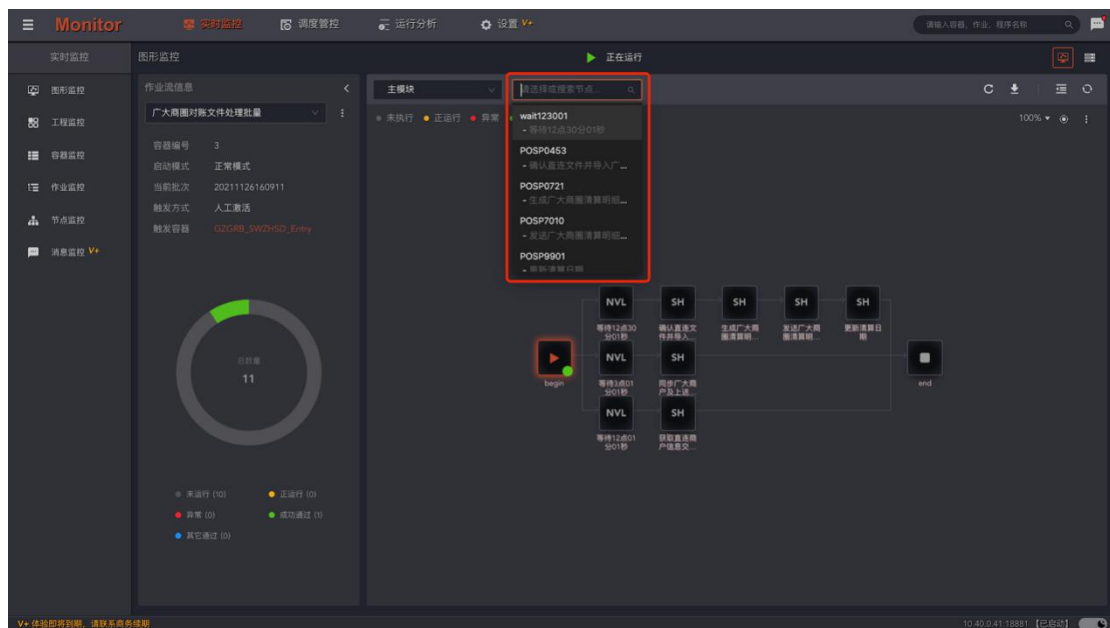 Monitor
实时监控
调度管控
运行分析
设置 V+
请输入容器, 作业, 程序名称
实时监控
图形监控
正在运行
图形监控
工程监控
容器监控
作业监控
节点监控
消息监控 V+
作业流信息
广大商圈对账文件处理批量
容器编号 3
启动模式 正常模式
当前批次 20211126160911
触发方式 人工激活
触发容器 GZGRB_SWZHSD_Entry
总数量
11
未运行 (10)
正运行 (0)
异常 (0)
成功通过 (1)
其它通过 (0)
主模块
请选择或搜索节点...
未执行
正运行
异常
100%
wait123001
- 等待12点30分01秒
POSP0453
- 确认直连文件并导入广...
POSP0721
- 生成广大商圈清算明细...
POSP7010
- 发送广大商圈清算明细...
POSP9901
- 更新清算日期
NVL
SH
SH
SH
SH
等待12点30
分01秒
确认直连文
件并导入...
生成广大商
圈清算明...
发送广大商
圈清算明...
更新清算日
期
begin
NVL
SH
等待3点01
分01秒
同步广大商
户及上送...
end
NVL
SH
等待12点01
分01秒
获取直连商
户信息交...
V+ 体验即将到期, 请联系商务续期
10.40.0.41:18881 【已启动】